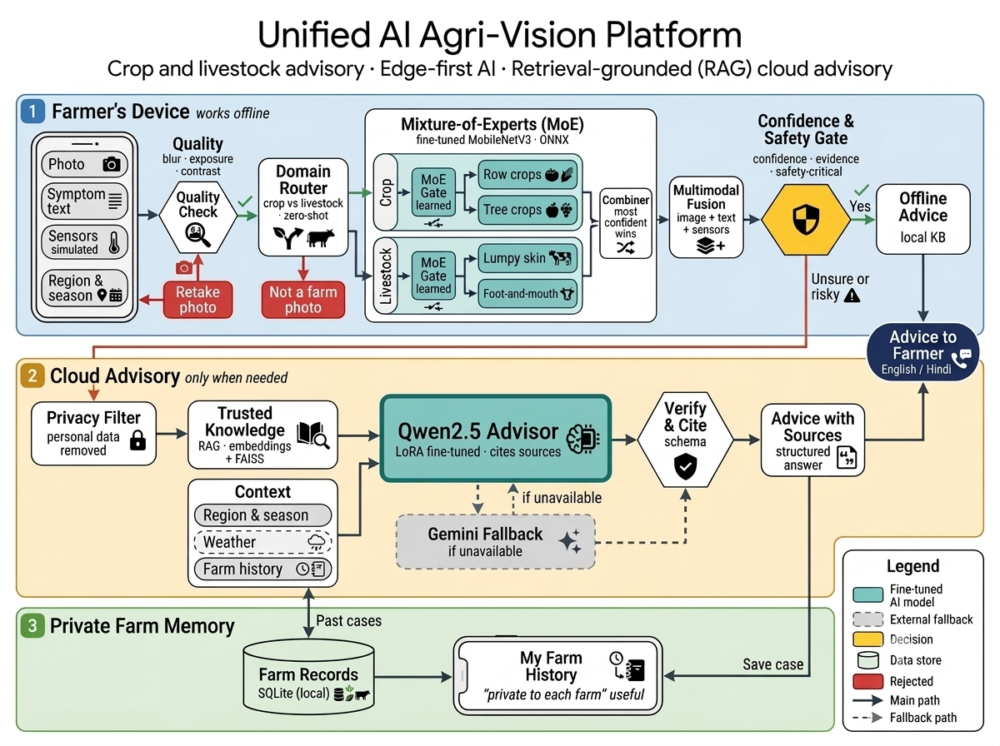 Unified AI Agri-Vision Platform
Crop and livestock advisory · Edge-first AI · Retrieval-grounded (RAG) cloud advisory
1 Farmer's Device works offline
Photo
Symptom
text
Sensors
simulated
Region &
season
Quality
blur · exposure
· contrast
Quality
Check
Retake
photo
Domain
Router
crop vs livestock
· zero-shot
Not a farm
photo
Mixture-of-Experts (MoE)
fine-tuned MobileNetV3 · ONNX
Crop
MoE
Gate
learned
Row crops
Tree crops
Livestock
MoE
Gate
learned
Lumpy skin
Foot-and-mouth
Combiner
most
confident
wins
Multimodal
Fusion
image + text
+ sensors
Confidence &
Safety Gate
confidence · evidence
· safety-critical
Yes
Unsure or
risky
Offline
Advice
local KB
Advice to
Farmer
English / Hindi
2 Cloud Advisory only when needed
Privacy Filter
personal data
removed
Trusted
Knowledge
RAG · embeddings
+ FAISS
Context
Region & season
Weather
Farm history
Qwen2.5 Advisor
LoRA fine-tuned · cites sources
if unavailable
Gemini Fallback
if unavailable
Verify
& Cite
schema
Advice with
Sources
structured
answer
3 Private Farm Memory
Past cases
Farm Records
SQLite (local)
My Farm
History
"private to each farm" useful
Save case
Legend
Fine-tuned
AI model
External fallback
Decision
Data store
Rejected
Main path
Fallback path